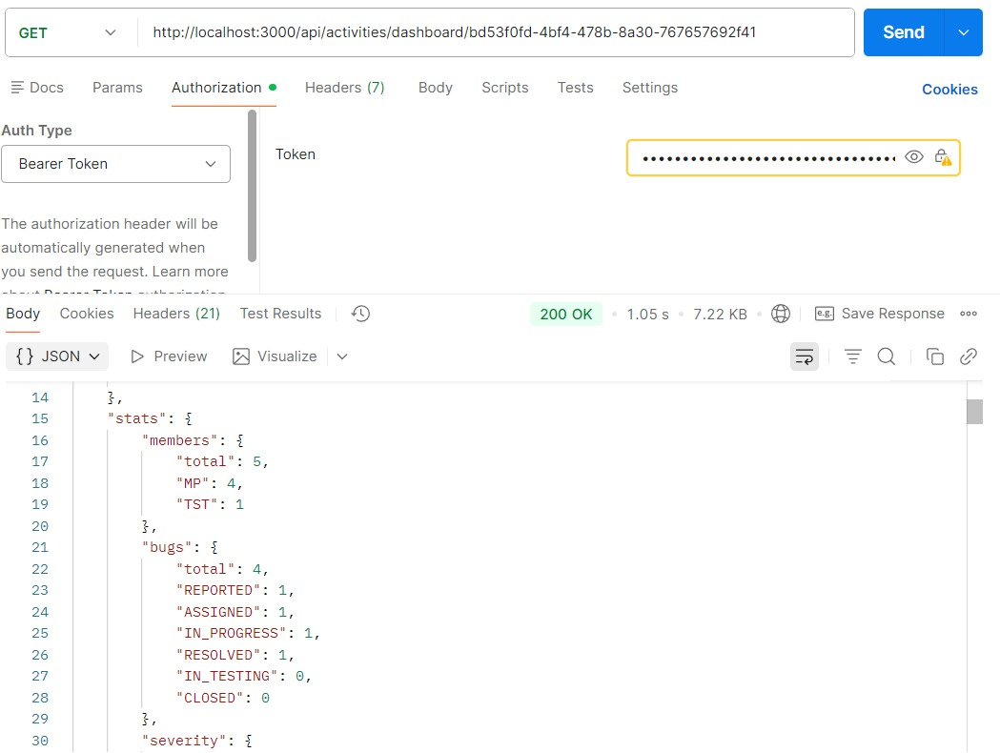 GET http://localhost:3000/api/activities/dashboard/bd53f0fd-4bf4-478b-8a30-767657692f41 Send
Docs Params Authorization Headers (7) Body Scripts Tests Settings Cookies
Auth Type
Bearer Token
Token
The authorization header will be
automatically generated when
you send the request. Learn more
about Bearer Token authorization
Body Cookies Headers (21) Test Results 200 OK • 1.05 s • 7.22 KB • e.g. Save Response
{} JSON Preview Visualize
14 },
15 "stats": {
16 "members": {
17 "total": 5,
18 "MP": 4,
19 "TST": 1
20 },
21 "bugs": {
22 "total": 4,
23 "REPORTED": 1,
24 "ASSIGNED": 1,
25 "IN_PROGRESS": 1,
26 "RESOLVED": 1,
27 "IN_TESTING": 0,
28 "CLOSED": 0
29 },
30 "severity": {